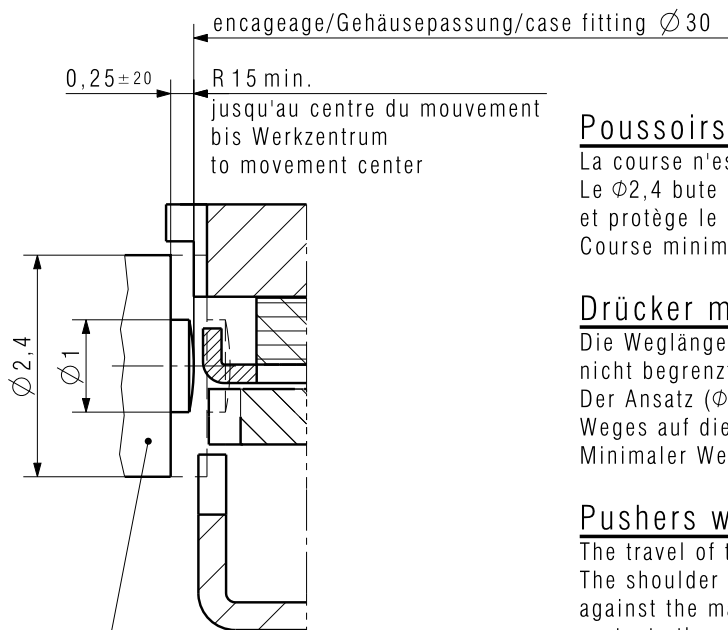 encageage/Gehäusepassung/case fitting ∅30
0,25±20
R 15 min.
jusqu'au centre du mouvement
bis Werkzentrum
to movement center
∅2,4
∅1
Poussoirs
La course n'es
Le ∅2,4 bute
et protège le
Course minim
Drücker m
Die Weglänge
nicht begrenz
Der Ansatz (∅
Weges auf die
Minimaler We
Pushers w
The travel of t
The shoulder
against the ma